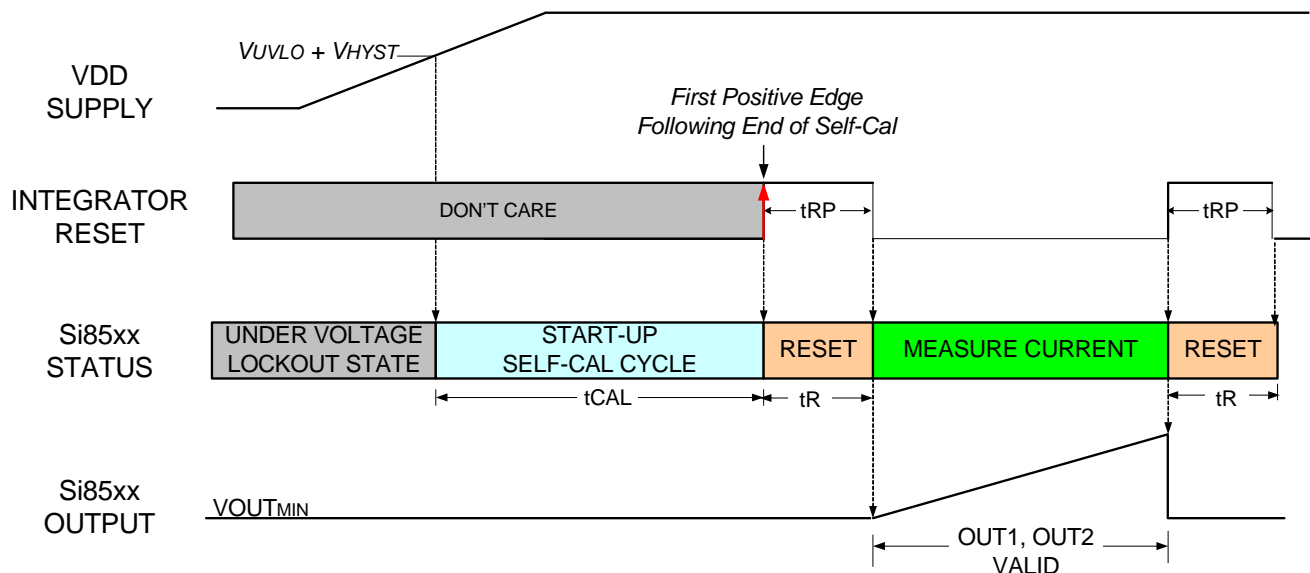 VUVLO + VHYST
VDD
SUPPLY
First Positive Edge
Following End of Self-Cal
INTEGRATOR
RESET
DON'T CARE
tRP
tRP
Si85xx
STATUS
UNDER VOLTAGE
LOCKOUT STATE
START-UP
SELF-CAL CYCLE
RESET
MEASURE CURRENT
RESET
tCAL
tR
tR
Si85xx
OUTPUT
VOUTMIN
OUT1, OUT2
VALID